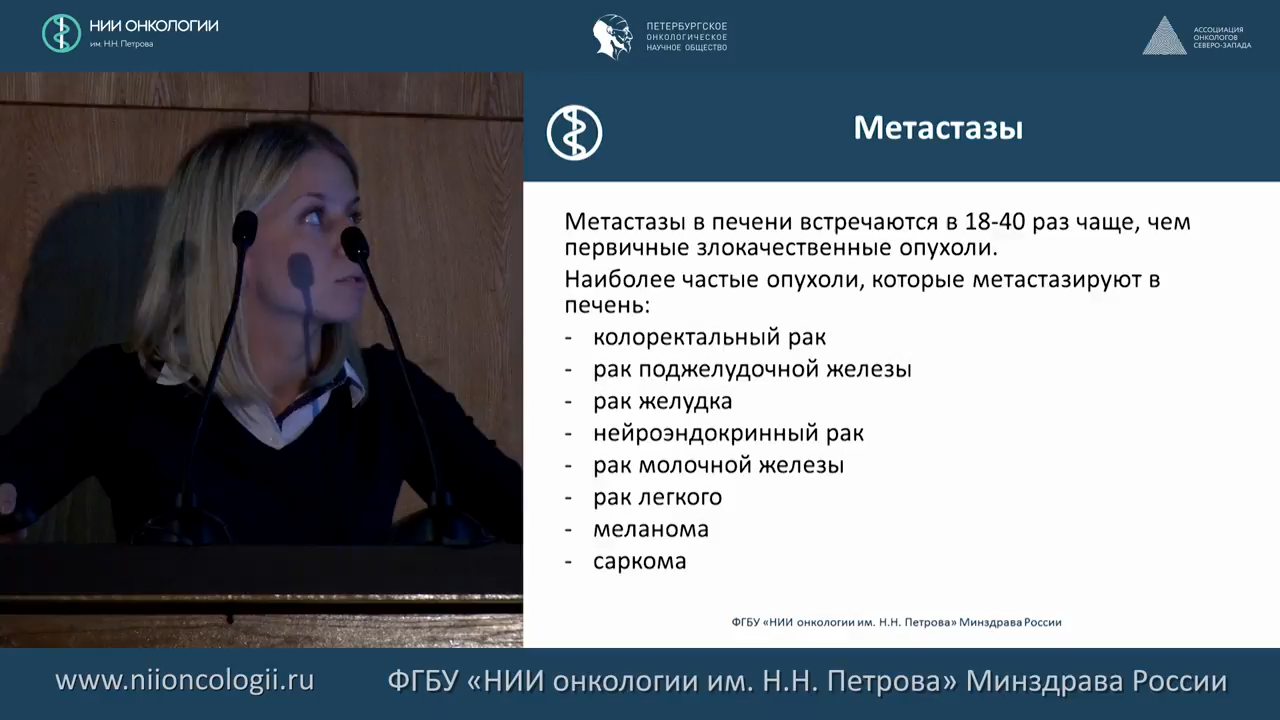 НИИ ОНКОЛОГИИ
им. Н.Н. Петрова
ПЕТЕРБУРГСКОЕ
ОНКОЛОГИЧЕСКОЕ
НАУЧНОЕ ОБЩЕСТВО
АССОЦИАЦИЯ
ОНКОЛОГОВ
СЕВЕРО-ЗАПАДА
Метастазы
Метастазы в печени встречаются в 18-40 раз чаще, чем
первичные злокачественные опухоли.
Наиболее частые опухоли, которые метастазируют в
печень:
- колоректальный рак
- рак поджелудочной железы
- рак желудка
- нейроэндокринный рак
- рак молочной железы
- рак легкого
- меланома
- саркома
ФГБУ «НИИ онкологии им. Н.Н. Петрова» Минздрава России
www.niioncologii.ru
ФГБУ «НИИ онкологии им. Н.Н. Петрова» Минздрава России